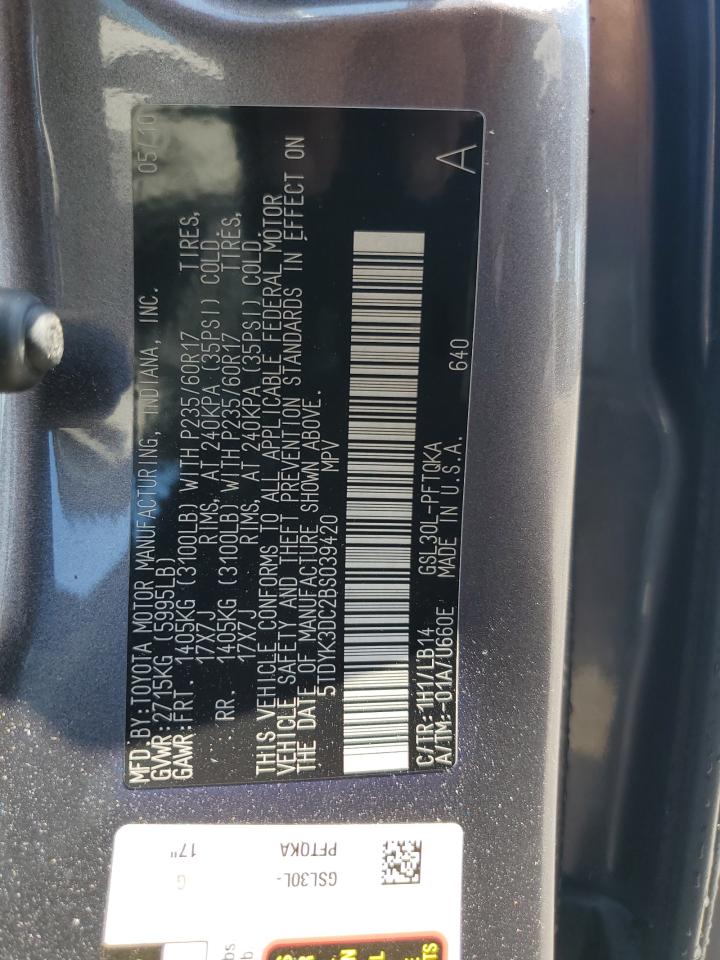 MFD.BY:TOYOTA MOTOR MANUFACTURING, INDIANA, INC. 05/10
GVWR:2715KG (5995LB)
GAWR:FRT. 1405KG (3100LB) WITH P235/60R17 TIRES,
17X7J RIMS, AT 240KPA (35PSI) COLD.
RR. 1405KG (3100LB) WITH P235/60R17 TIRES,
17X7J RIMS, AT 240KPA (35PSI) COLD.
THIS VEHICLE CONFORMS TO ALL APPLICABLE FEDERAL MOTOR
VEHICLE SAFETY AND THEFT PREVENTION STANDARDS IN EFFECT ON
THE DATE OF MANUFACTURE SHOWN ABOVE.
5TDYK3DC2BS039420 MPV
C/TR:1H1/LB14 GSL30L-PFTQKA 640 A
A/TM:-01A/U660E MADE IN U.S.A.
GSL30L- G
PFTQKA 17"